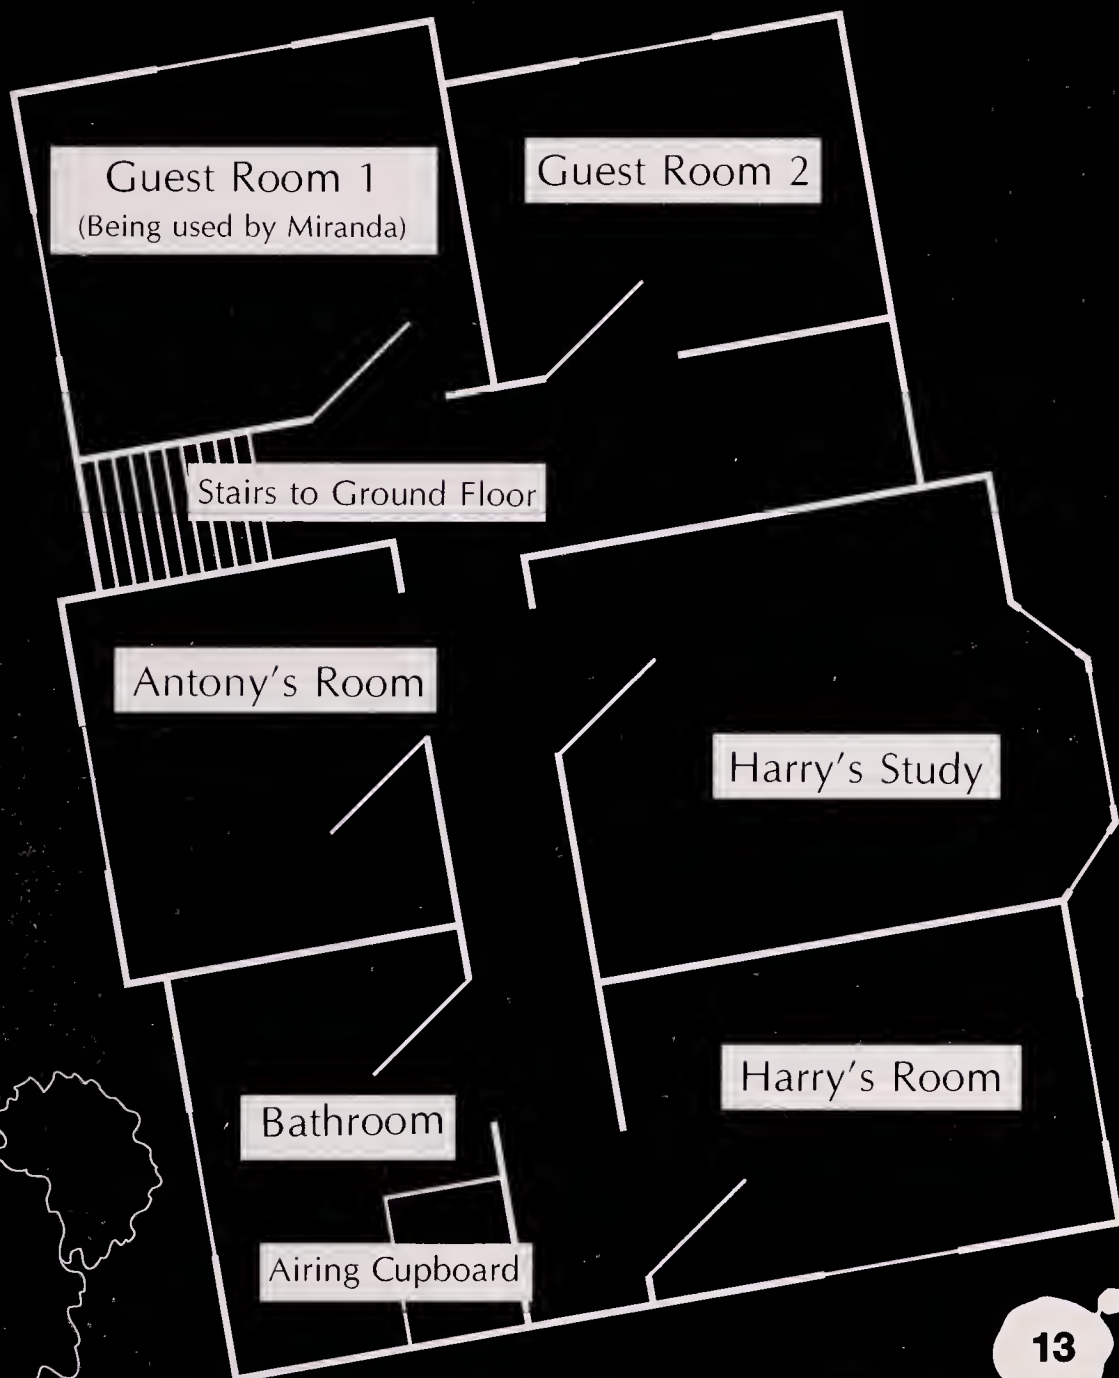 Guest Room 1
(Being used by Miranda)
Guest Room 2
Stairs to Ground Floor
Antony's Room
Harry's Study
Harry's Room
Bathroom
Airing Cupboard
13